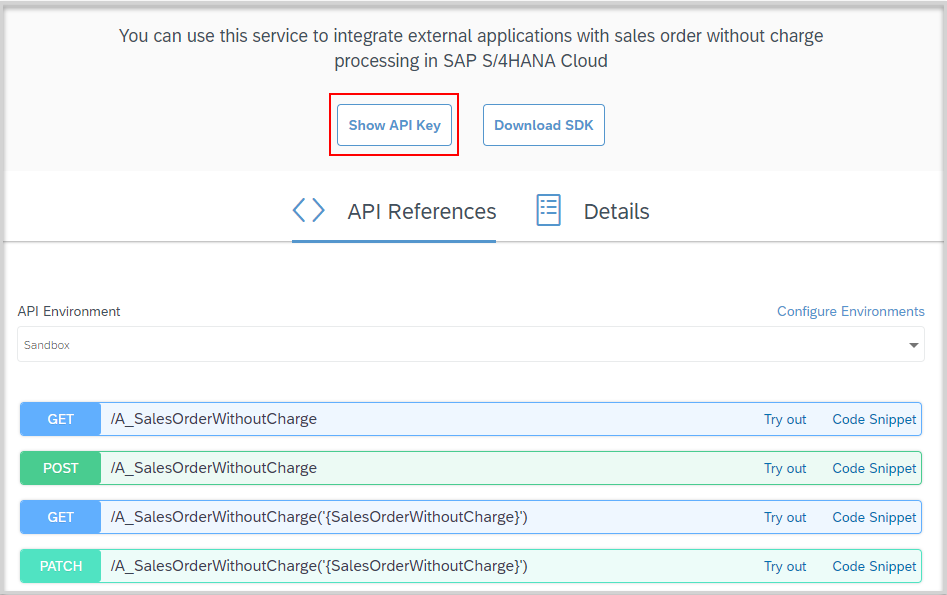 You can use this service to integrate external applications with sales order without charge
processing in SAP S/4HANA Cloud
Show API Key Download SDK
API References Details
API Environment Configure Environments
Sandbox
GET /A_SalesOrderWithoutCharge Try out Code Snippet
POST /A_SalesOrderWithoutCharge Try out Code Snippet
GET /A_SalesOrderWithoutCharge('{SalesOrderWithoutCharge}') Try out Code Snippet
PATCH /A_SalesOrderWithoutCharge('{SalesOrderWithoutCharge}') Try out Code Snippet